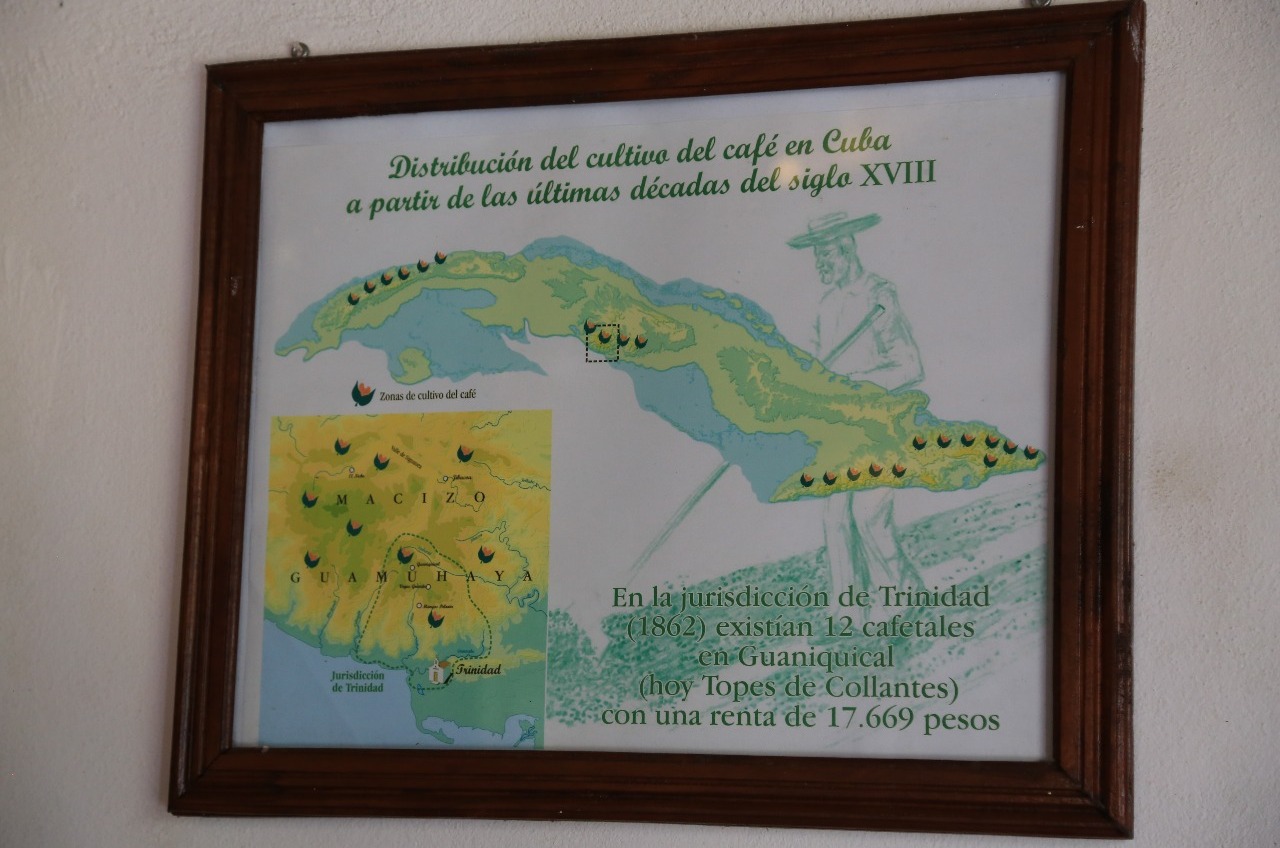 Distribución del cultivo del café en Cuba
a partir de las últimas décadas del siglo XVIII
Zonas de cultivo del café
MACIZO
GUAMUHAYA
Jurisdicción
de Trinidad
Trinidad
En la jurisdicción de Trinidad
(1862) existían 12 cafetales
en Guaniquical
(hoy Topes de Collantes)
con una renta de 17.669 pesos